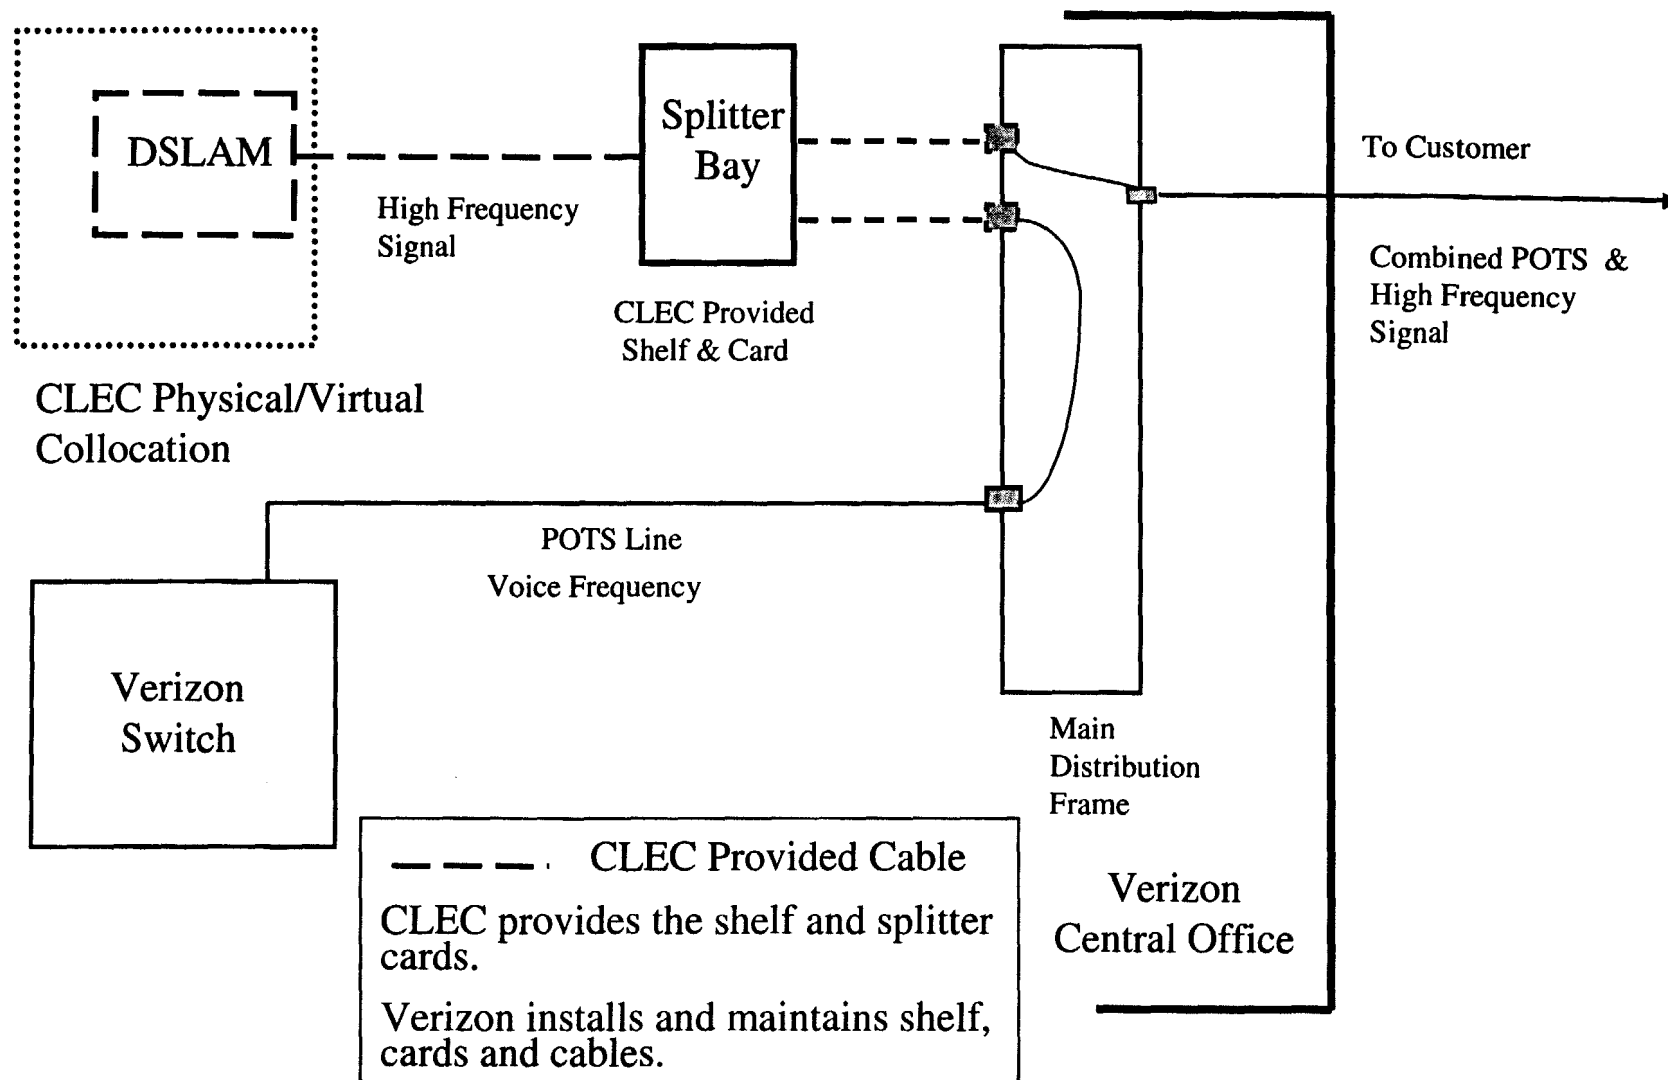 DSLAM
High Frequency
Signal
Splitter
Bay
CLEC Provided
Shelf & Card
To Customer
Combined POTS &
High Frequency
Signal
CLEC Physical/Virtual
Collocation
POTS Line
Voice Frequency
Verizon
Switch
Main
Distribution
Frame
Verizon
Central Office
CLEC Provided Cable
CLEC provides the shelf and splitter
cards.
Verizon installs and maintains shelf,
cards and cables.